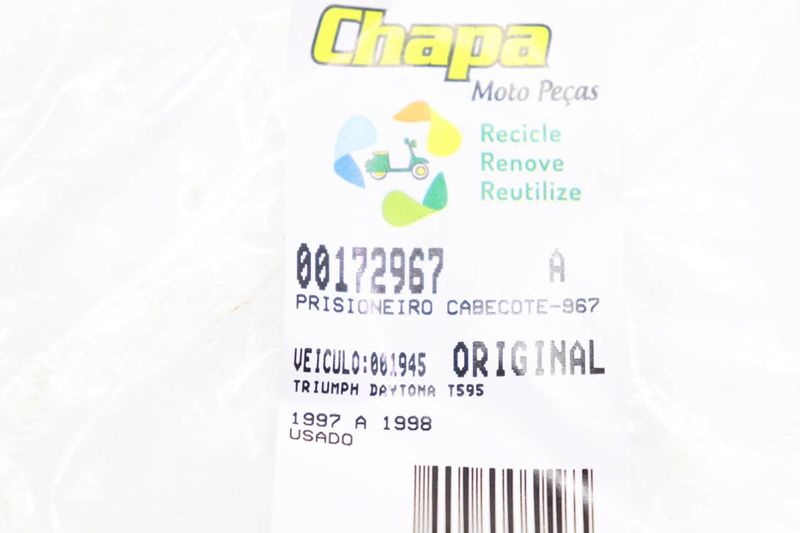 Chapa
Moto Peças
Recicle
Renove
Reutilize
00172967 A
PRISIONEIRO CABECOTE-967
VEICULO:001945 ORIGINAL
TRIUMPH DAYTONA T595
1997 A 1998
USADO